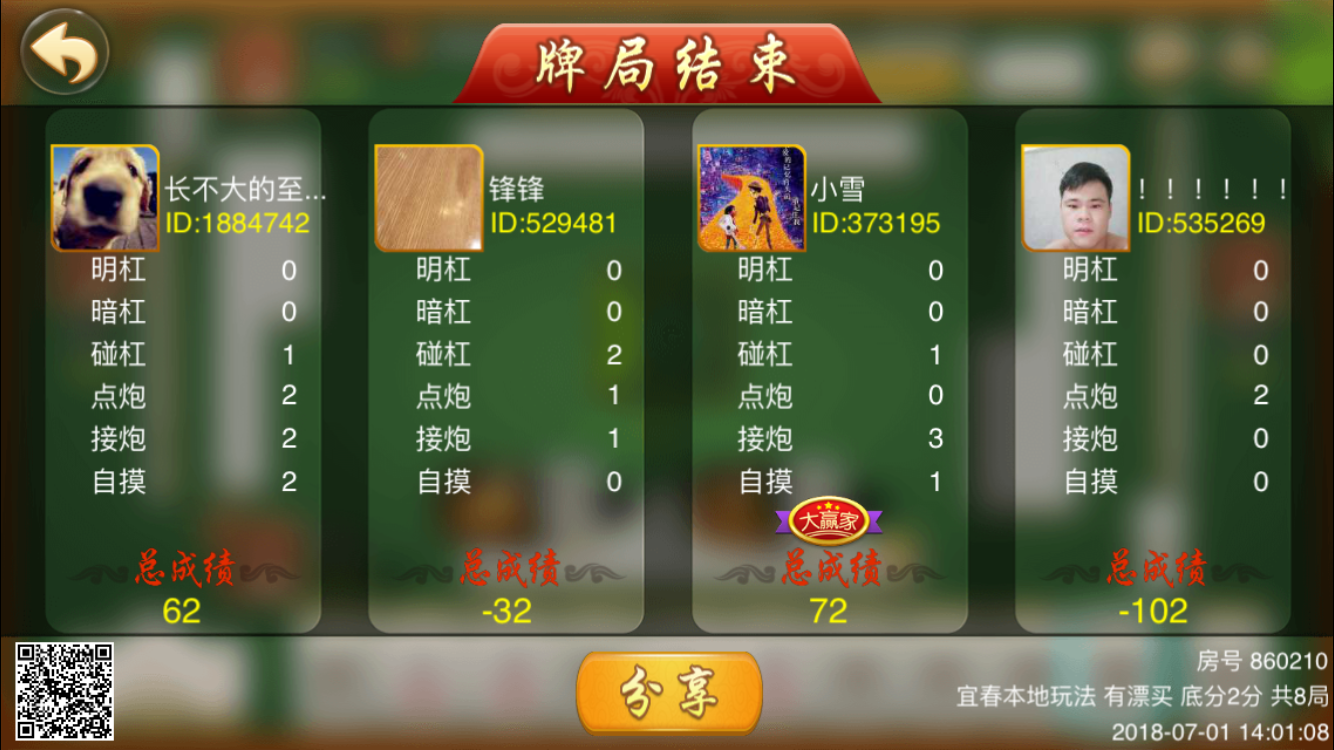 牌局结束
长不大的至...
ID:1884742
明杠 0
暗杠 0
碰杠 1
点炮 2
接炮 2
自摸 2
总成绩
62
锋锋
ID:529481
明杠 0
暗杠 0
碰杠 2
点炮 1
接炮 1
自摸 0
总成绩
-32
小雪
ID:373195
明杠 0
暗杠 0
碰杠 1
点炮 0
接炮 3
自摸 1
大赢家
总成绩
72
！！！！！！
ID:535269
明杠 0
暗杠 0
碰杠 0
点炮 2
接炮 0
自摸 0
总成绩
-102
分享
房号 860210
宜春本地玩法 有漂买 底分2分 共8局
2018-07-01 14:01:08